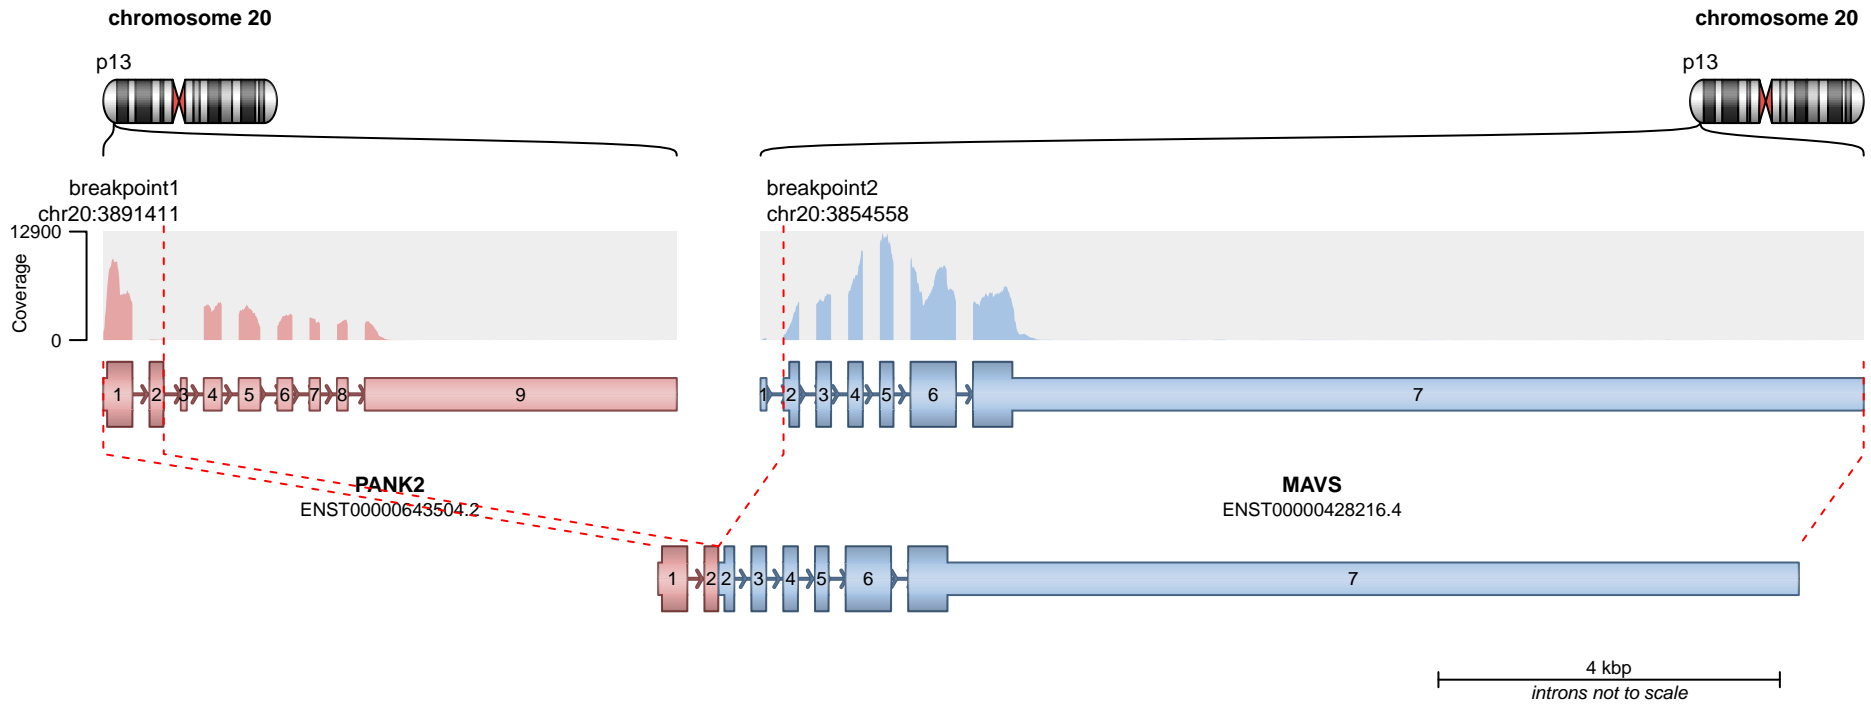 chromosome 20
chromosome 20
p13
p13
breakpoint1
chr20:3891411
breakpoint2
chr20:3854558
12900
Coverage
0
1 2 3 4 5 6 7 8 9
1 2 3 4 5 6 7
PANK2
ENST00000643504.2
MAVS
ENST00000428216.4
1 2 2 3 4 5 6 7
4 kbp
introns not to scale